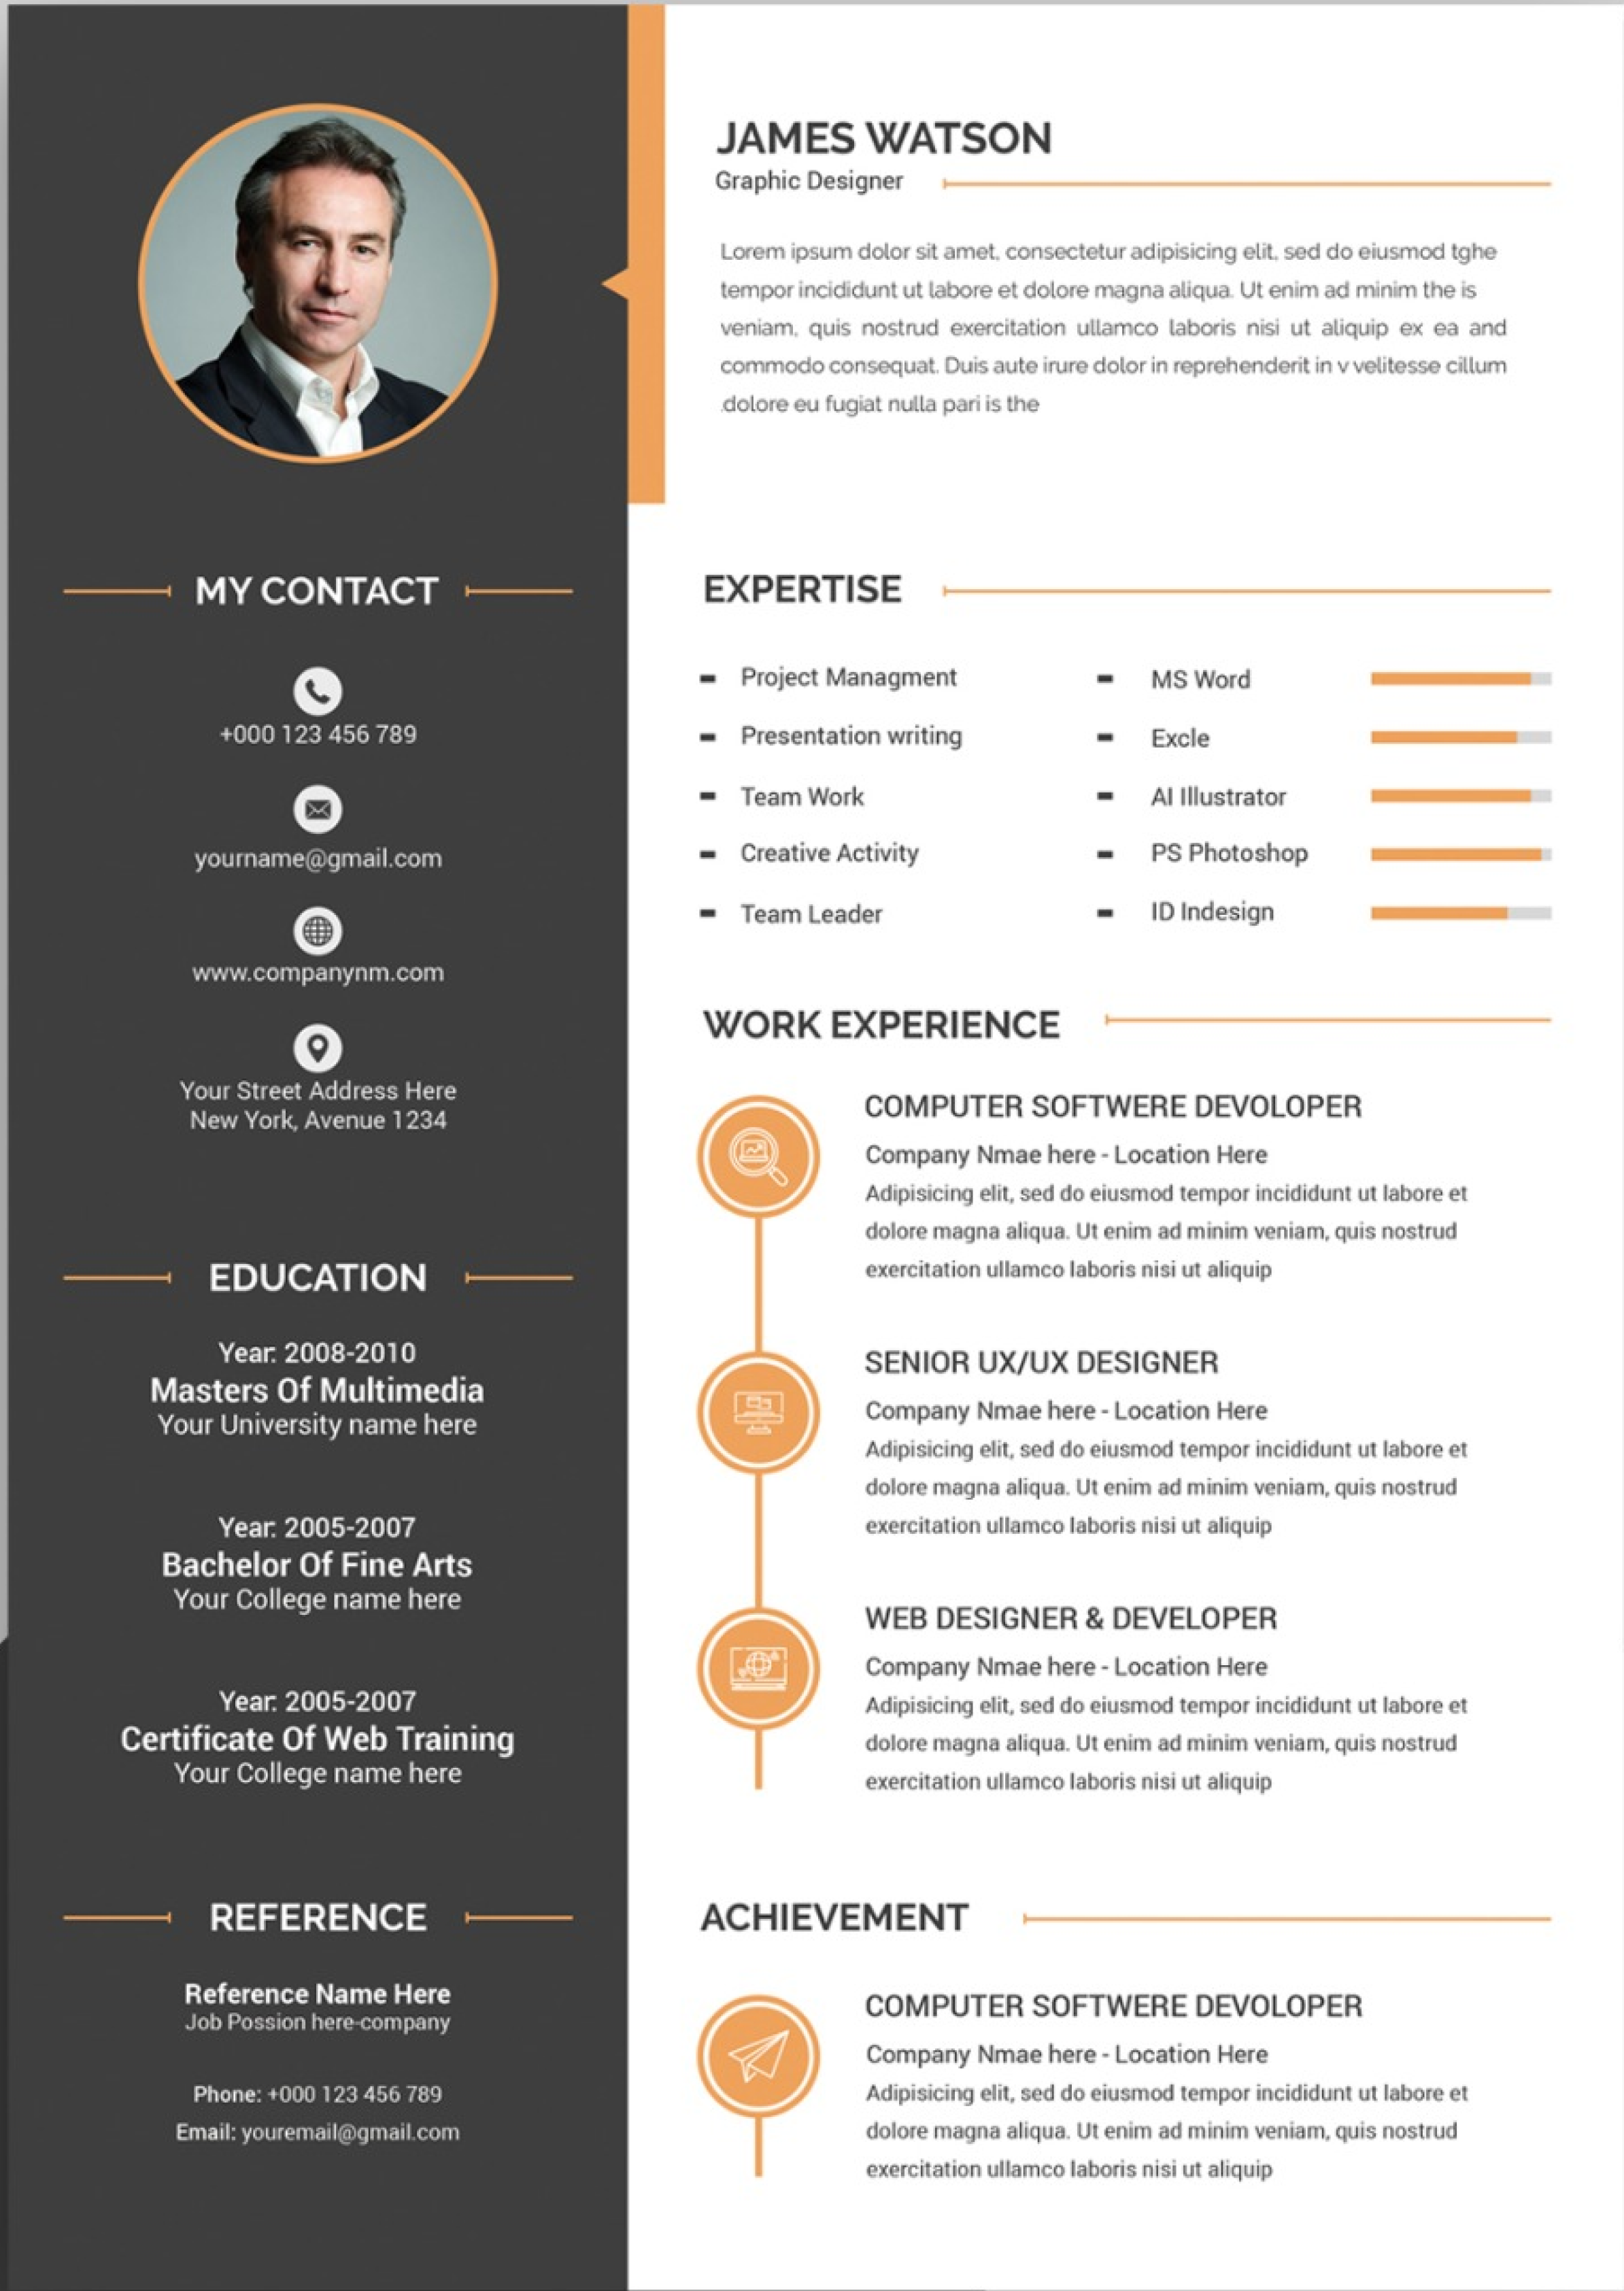 JAMES WATSON
Graphic Designer
Lorem ipsum dolor sit amet, consectetur adipisicing elit, sed do eiusmod tghe
tempor incididunt ut labore et dolore magna aliqua. Ut enim ad minim the is
veniam, quis nostrud exercitation ullamco laboris nisi ut aliquip ex ea and
commodo consequat. Duis aute irure dolor in reprehenderit in v velitesse cillum
.dolore eu fugiat nulla pari is the
MY CONTACT
+000 123 456 789
yourname@gmail.com
www.companynm.com
Your Street Address Here
New York, Avenue 1234
EDUCATION
Year: 2008-2010
Masters Of Multimedia
Your University name here
Year: 2005-2007
Bachelor Of Fine Arts
Your College name here
Year: 2005-2007
Certificate Of Web Training
Your College name here
REFERENCE
Reference Name Here
Job Possion here-company
Phone: +000 123 456 789
Email: youremail@gmail.com
EXPERTISE
Project Managment
Presentation writing
Team Work
Creative Activity
Team Leader
MS Word
Excle
AI Illustrator
PS Photoshop
ID Indesign
WORK EXPERIENCE
COMPUTER SOFTWERE DEVOLOPER
Company Nmae here - Location Here
Adipisicing elit, sed do eiusmod tempor incididunt ut labore et
dolore magna aliqua. Ut enim ad minim veniam, quis nostrud
exercitation ullamco laboris nisi ut aliquip
SENIOR UX/UX DESIGNER
Company Nmae here - Location Here
Adipisicing elit, sed do eiusmod tempor incididunt ut labore et
dolore magna aliqua. Ut enim ad minim veniam, quis nostrud
exercitation ullamco laboris nisi ut aliquip
WEB DESIGNER & DEVELOPER
Company Nmae here - Location Here
Adipisicing elit, sed do eiusmod tempor incididunt ut labore et
dolore magna aliqua. Ut enim ad minim veniam, quis nostrud
exercitation ullamco laboris nisi ut aliquip
ACHIEVEMENT
COMPUTER SOFTWERE DEVOLOPER
Company Nmae here - Location Here
Adipisicing elit, sed do eiusmod tempor incididunt ut labore et
dolore magna aliqua. Ut enim ad minim veniam, quis nostrud
exercitation ullamco laboris nisi ut aliquip